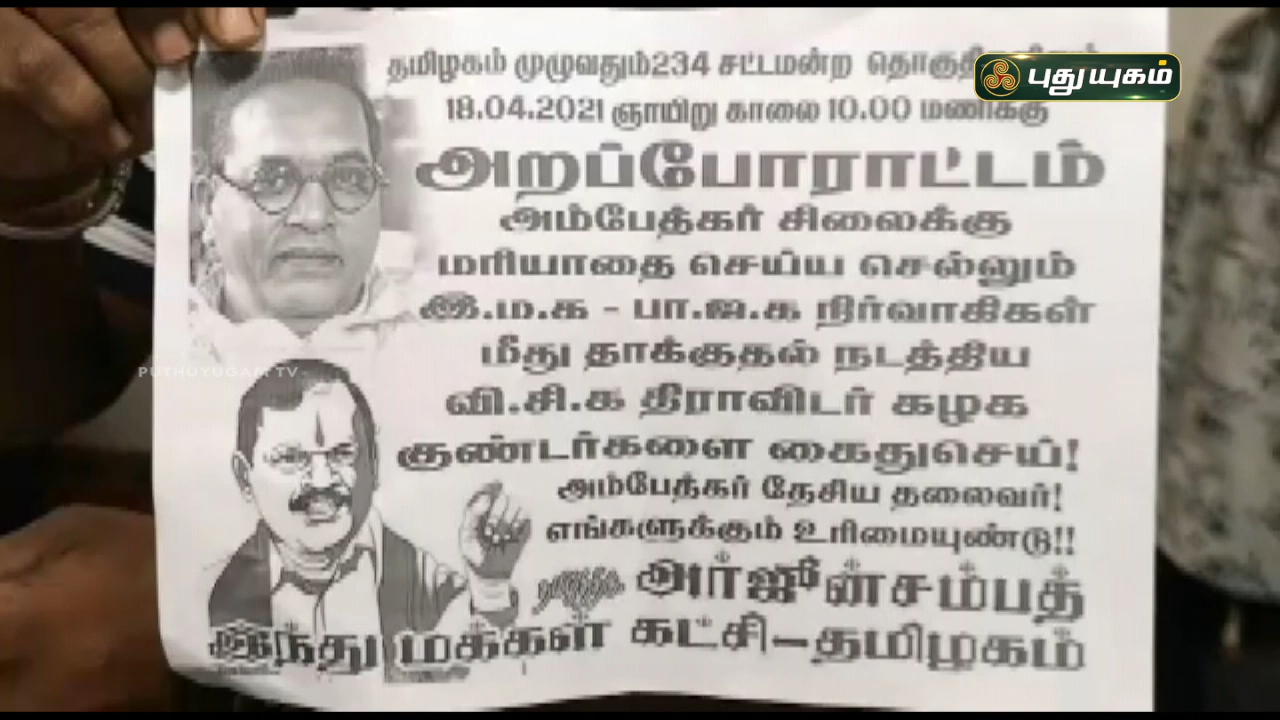 தமிழகம் முழுவதும்234 சட்டமன்ற
புதுயுகம்
18.04.2021 ஞாயிறு காலை 10.00 மணிக்கு
அறப்போராட்டம்
அம்பேத்கர் சிலைக்கு
மரியாதை செய்ய செல்லும்
இ.ம.க - பா.ஜ.க நிர்வாகிகள்
மீது தாக்குதல் நடத்திய
PUTHUYUGAM TV
வி.சி.க திராவிடர் கழக
குண்டர்களை கைதுசெய்!
அம்பேத்கர் தேசிய தலைவர்!
எங்களுக்கும் உரிமையுண்டு!!
அர்ஜூன்சம்பத்
இந்து மக்கள் கட்சி-தமிழகம்